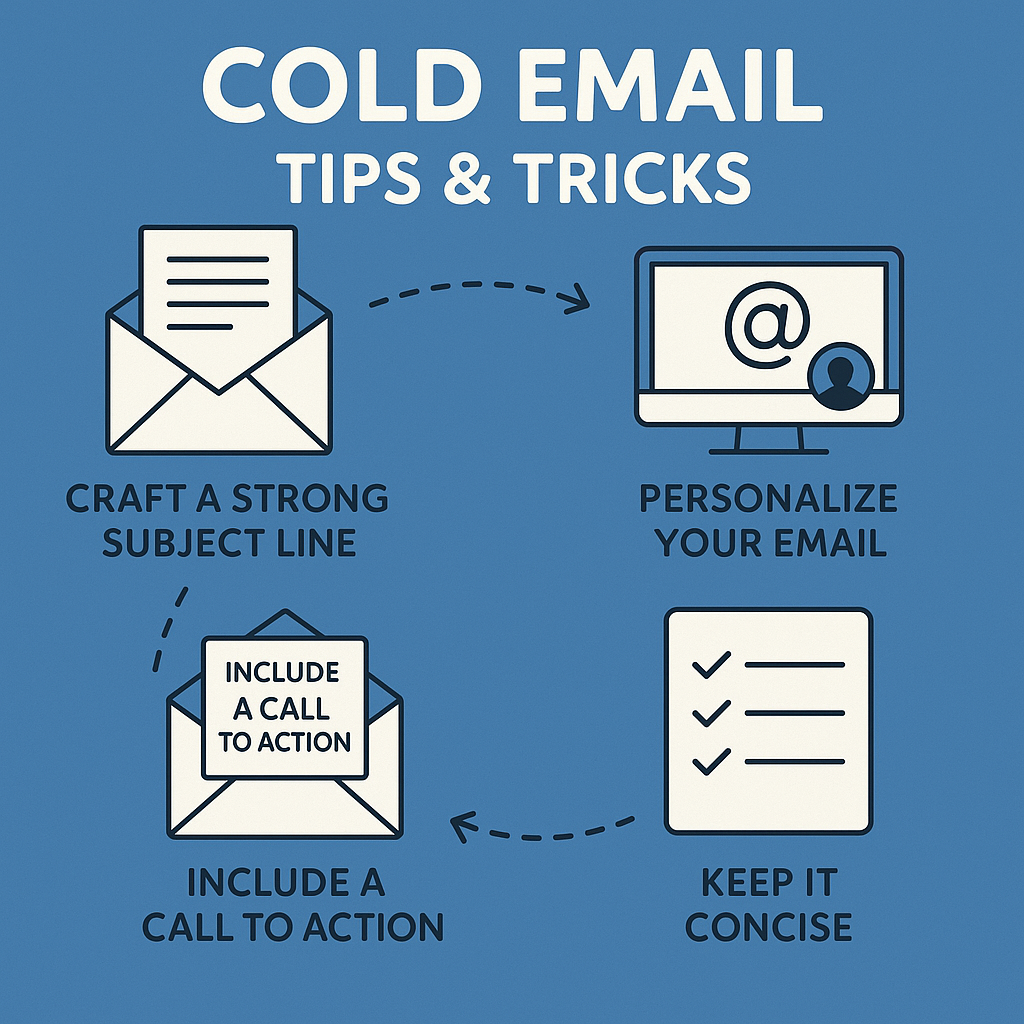 COLD EMAIL
TIPS & TRICKS
@
CRAFT A STRONG
SUBJECT LINE
PERSONALIZE
YOUR EMAIL
INCLUDE
A CALL
TO ACTION
INCLUDE A
CALL TO ACTION
KEEP IT
CONCISE